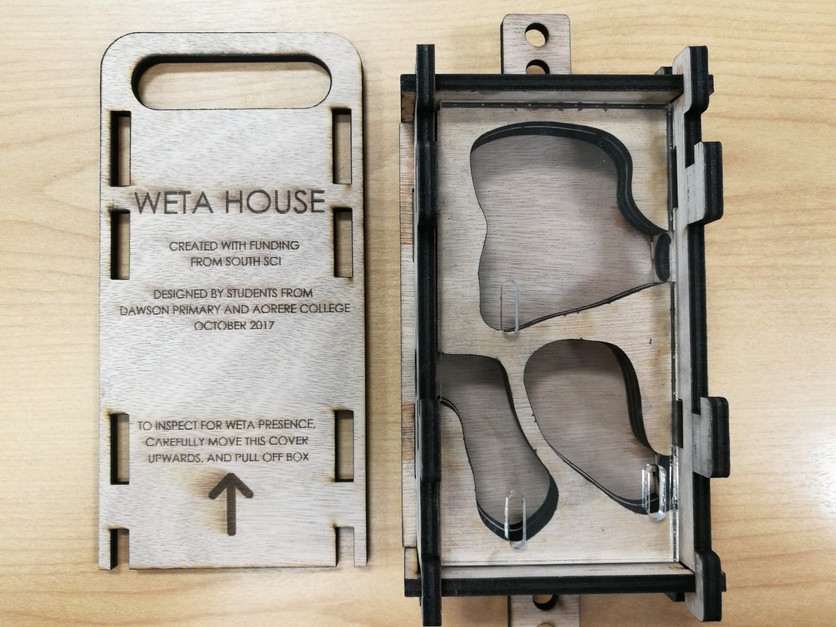 WETA HOUSE
CREATED WITH FUNDING
FROM SOUTH SCI
DESIGNED BY STUDENTS FROM
DAWSON PRIMARY AND AORERE COLLEGE
OCTOBER 2017
TO INSPECT FOR WETA PRESENCE,
CAREFULLY MOVE THIS COVER
UPWARDS, AND PULL OFF BOX